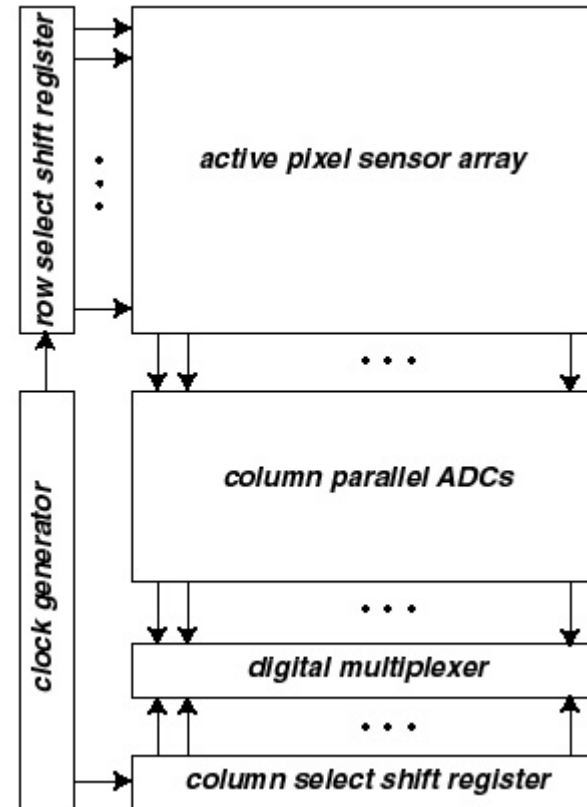 row select shift register
active pixel sensor array
column parallel ADCs
clock generator
digital multiplexer
column select shift register